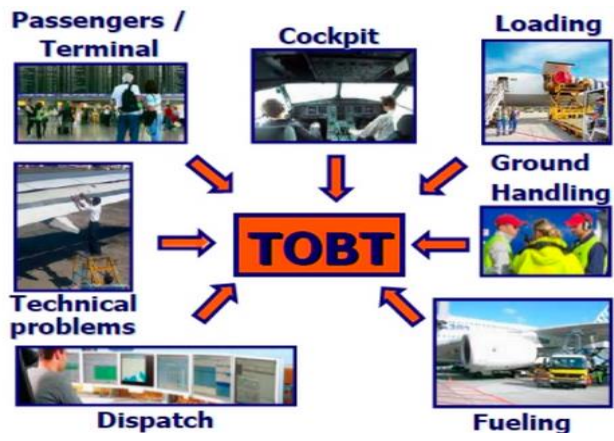 Passengers /
Terminal
Cockpit
Loading
Ground
Handling
TOBT
Technical
problems
Dispatch
Fueling